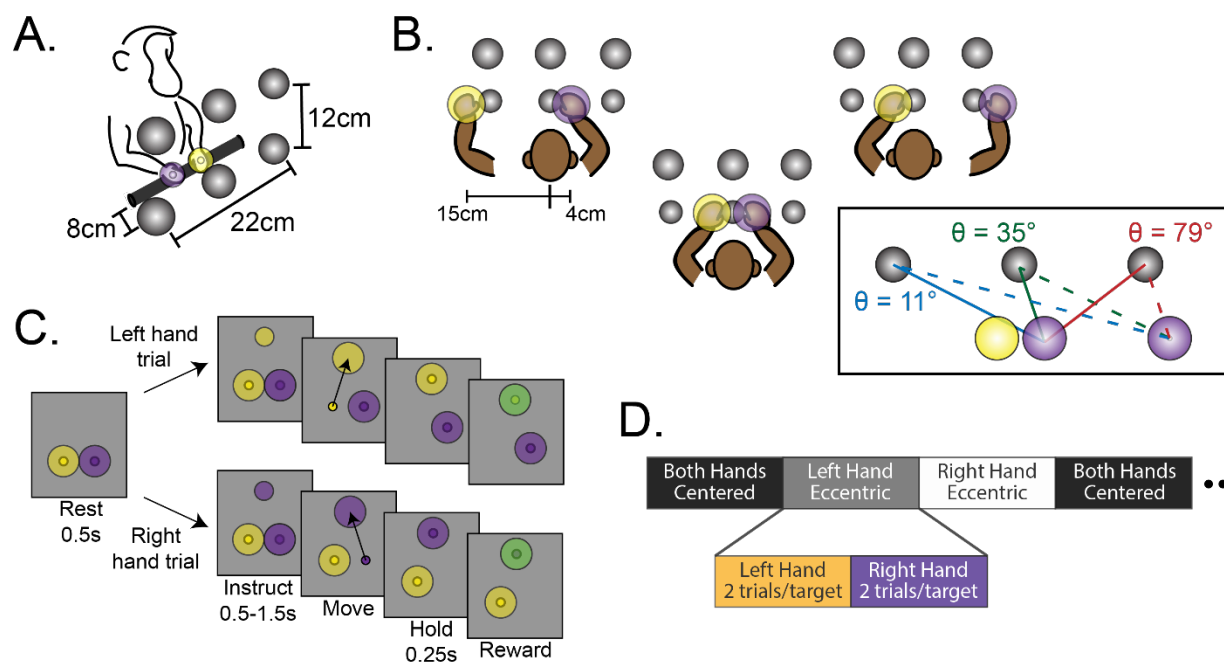 A.
12cm
8cm
22cm
B.
15cm
4cm
θ = 35°
θ = 79°
θ = 11°
C.
Left hand
trial
Rest
0.5s
Right
hand trial
Instruct
0.5-1.5s
Move
Hold
0.25s
Reward
D.
Both Hands
Centered
Left Hand
Eccentric
Right Hand
Eccentric
Both Hands
Centered
Left Hand
2 trials/target
Right Hand
2 trials/target